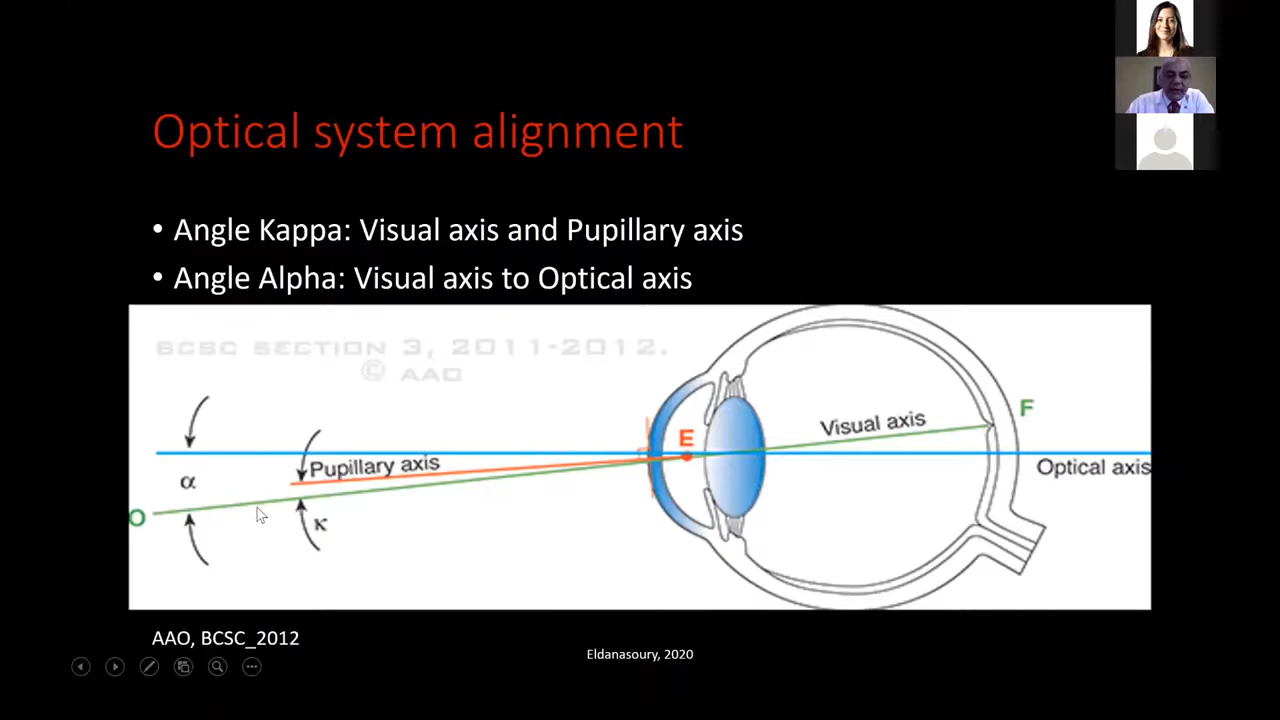 Optical system alignment
• Angle Kappa: Visual axis and Pupillary axis
• Angle Alpha: Visual axis to Optical axis
BCSC SECTION 3, 2011-2012.
© AAO
F
Visual axis
E
Pupillary axis
Optical axis
α
O
κ
AAO, BCSC_2012
Eldanasoury, 2020